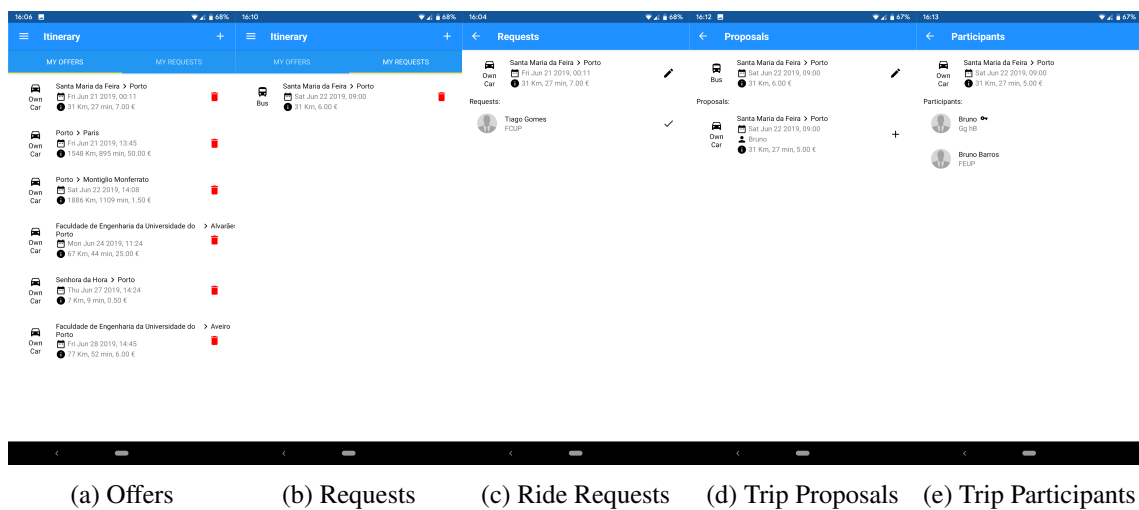 16:06
68%
Itinerary
MY OFFERS
MY REQUESTS
Own Car
Santa Maria da Feira > Porto
Fri Jun 21 2019, 00:11
31 Km, 27 min, 7.00 €
Own Car
Porto > Paris
Fri Jun 21 2019, 13:45
1548 Km, 895 min, 50.00 €
Own Car
Porto > Montiglio Monferrato
Sat Jun 22 2019, 14:08
1886 Km, 1109 min, 1.50 €
Own Car
Faculdade de Engenharia da Universidade do Porto > Alvarães
Mon Jun 24 2019, 11:24
67 Km, 44 min, 25.00 €
Own Car
Senhora da Hora > Porto
Thu Jun 27 2019, 14:24
7 Km, 9 min, 0.50 €
Own Car
Faculdade de Engenharia da Universidade do Porto > Aveiro
Fri Jun 28 2019, 14:45
77 Km, 52 min, 6.00 €
(a) Offers
16:10
68%
Itinerary
MY OFFERS
MY REQUESTS
Bus
Santa Maria da Feira > Porto
Sat Jun 22 2019, 09:00
31 Km, 6.00 €
(b) Requests
16:04
68%
Requests
Own Car
Santa Maria da Feira > Porto
Fri Jun 21 2019, 00:11
31 Km, 27 min, 7.00 €
Requests:
Tiago Gomes
FCUP
(c) Ride Requests
16:12
67%
Proposals
Bus
Santa Maria da Feira > Porto
Sat Jun 22 2019, 09:00
31 Km, 6.00 €
Proposals:
Own Car
Santa Maria da Feira > Porto
Sat Jun 22 2019, 09:00
Bruno
31 Km, 27 min, 5.00 €
(d) Trip Proposals
16:13
67%
Participants
Own Car
Santa Maria da Feira > Porto
Sat Jun 22 2019, 09:00
31 Km, 27 min, 5.00 €
Participants:
Bruno
Gg hB
Bruno Barros
FEUP
(e) Trip Participants